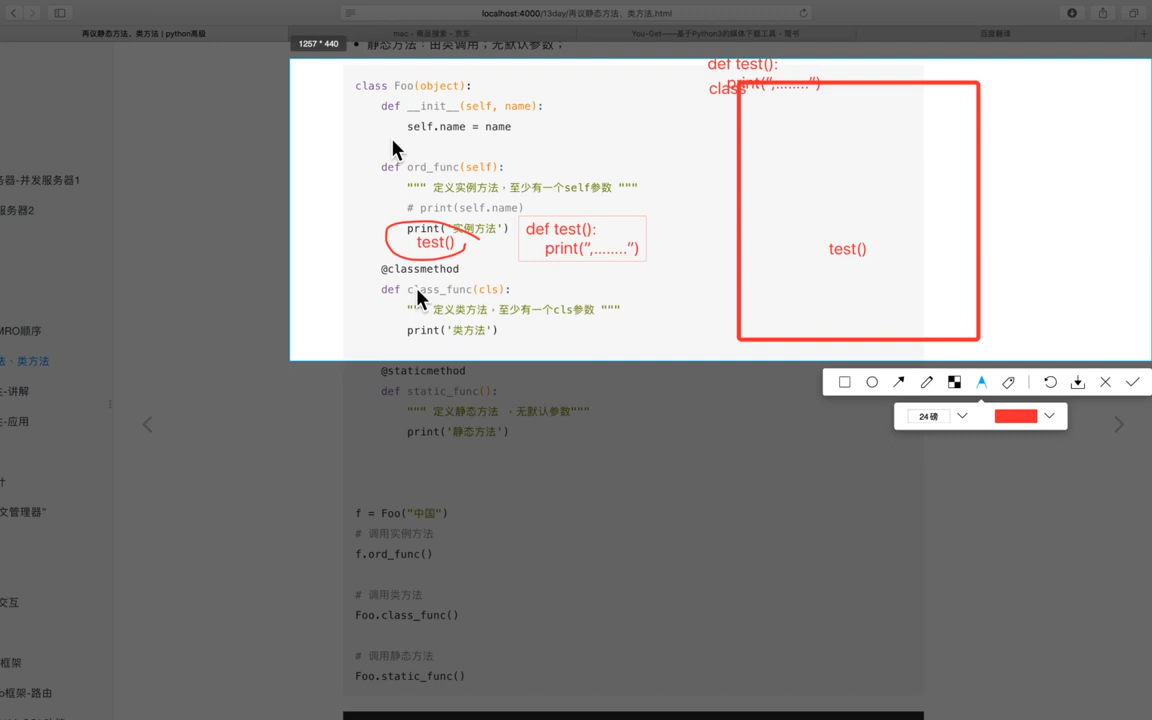 localhost:4000/13day/再议静态方法、类方法.html
再议静态方法、类方法 | python高级
mac - 商品搜索 - 京东
You-Get——基于Python3的媒体下载工具 - 简书
百度翻译
1257 * 440
静态方法：由类调用；无默认参数；
def test():
print(“,........”)
class
class Foo(object):
def __init__(self, name):
self.name = name
def ord_func(self):
""" 定义实例方法，至少有一个self参数 """
# print(self.name)
print('实例方法')
test()
def test():
print(“,........”)
test()
@classmethod
def class_func(cls):
""" 定义类方法，至少有一个cls参数 """
print('类方法')
@staticmethod
def static_func():
""" 定义静态方法 ，无默认参数"""
print('静态方法')
24 磅
f = Foo("中国")
# 调用实例方法
f.ord_func()
# 调用类方法
Foo.class_func()
# 调用静态方法
Foo.static_func()
务器-并发服务器1
服务器2
MRO顺序
法、类方法
-讲解
-应用
计
文管理器"
交互
框架
o框架-路由